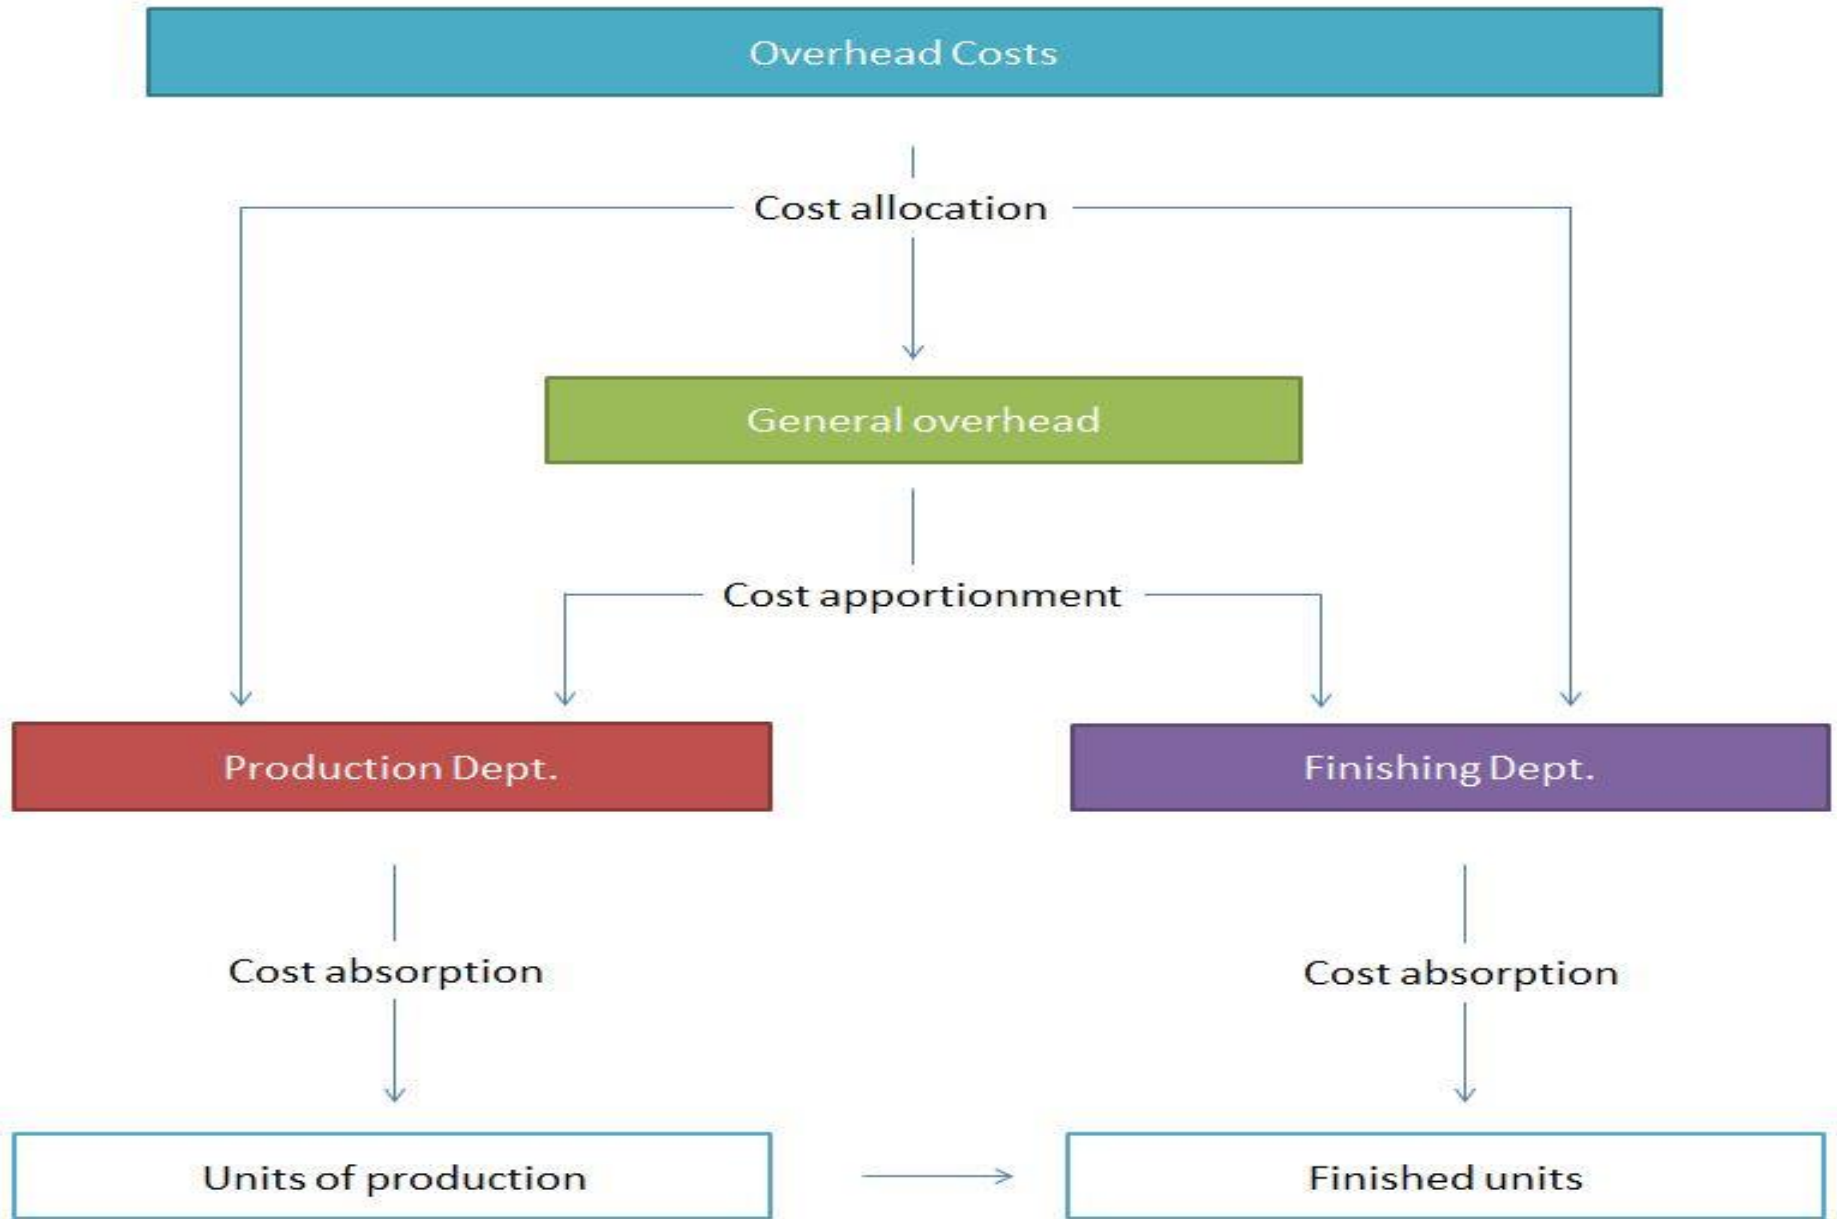 Overhead Costs
Cost allocation
General overhead
Cost apportionment
Production Dept.
Finishing Dept.
Cost absorption
Cost absorption
Units of production
Finished units